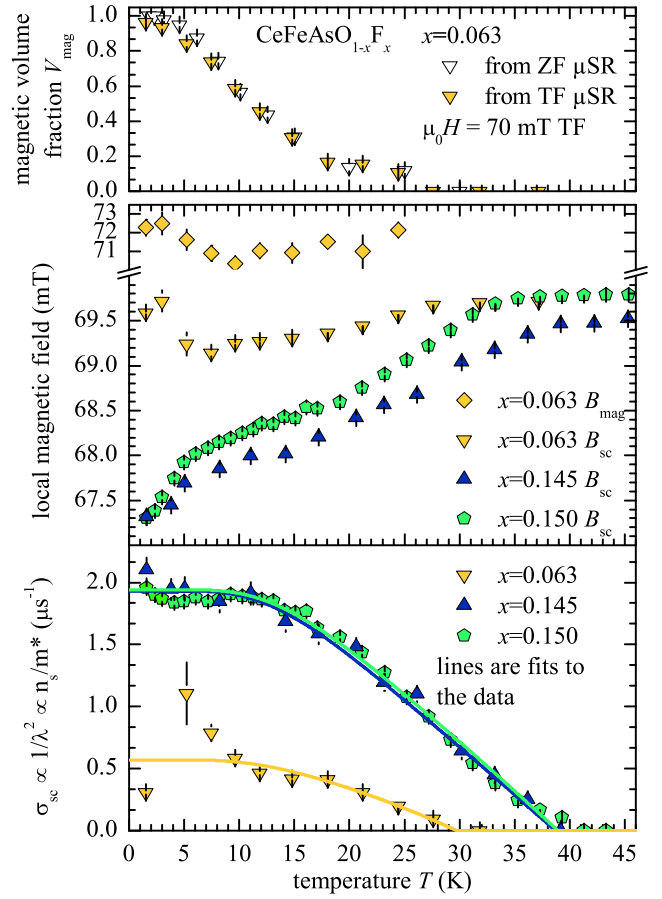 CeFeAsO1-xFx x=0.063
from ZF µSR
from TF µSR
µ0H = 70 mT TF
magnetic volume
fraction Vmag
1.0
0.8
0.6
0.4
0.2
0.0
73
72
71
69.5
69.0
68.5
68.0
67.5
local magnetic field (mT)
x=0.063 Bmag
x=0.063 Bsc
x=0.145 Bsc
x=0.150 Bsc
2.0
1.5
1.0
0.5
0.0
σsc ∝ 1/λ² ∝ ns/m* (µs⁻¹)
x=0.063
x=0.145
x=0.150
lines are fits to
the data
0 5 10 15 20 25 30 35 40 45
temperature T (K)